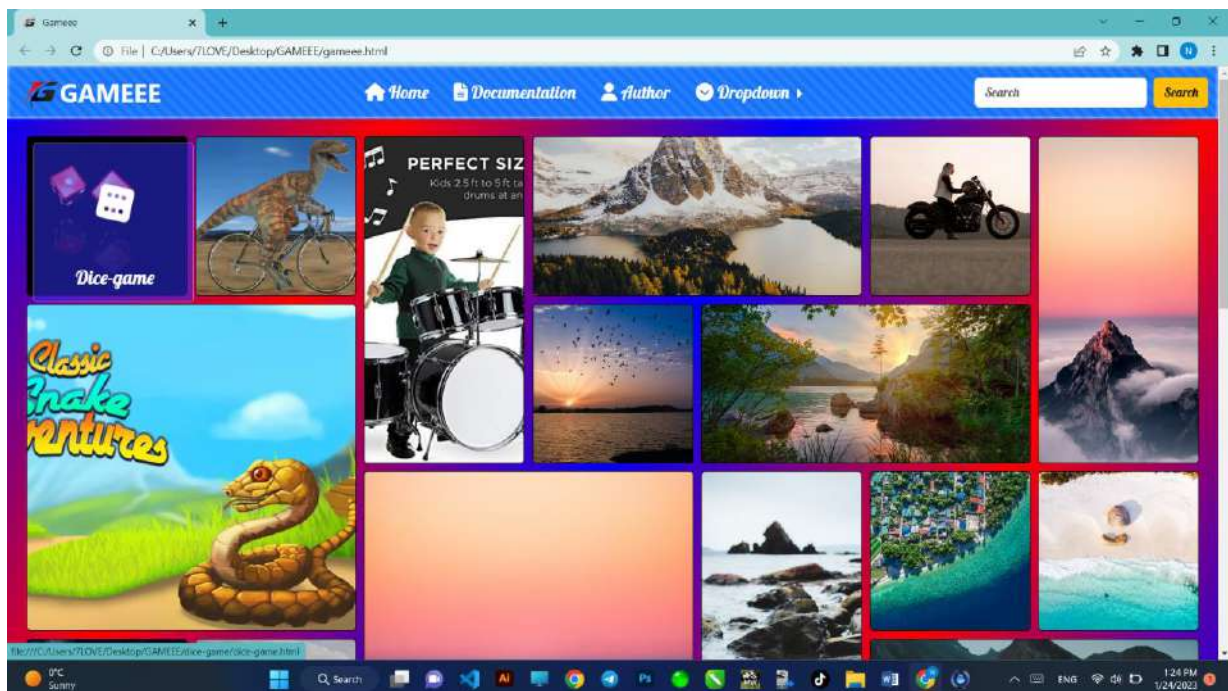 Gameee
File | C:/Users/7LOVE/Desktop/GAMEEE/gameee.html
N
GAMEEE
Home
Documentation
Author
Dropdown
Search
Search
PERFECT SIZ
Kids 2.5 ft to 5 ft ta
drums at an
Dice-game
Classic
Snake
ventures
file:///C:/Users/7LOVE/Desktop/GAMEEE/dice-game/dice-game.html
0°C
Sunny
Search
Ai
Ps
ENG
1:24 PM
1/24/2023